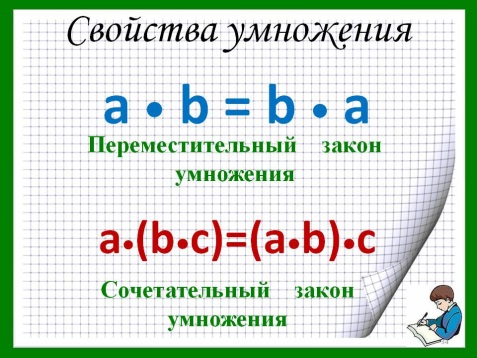 Свойства умножения
a • b = b • a
Переместительный закон
умножения
a•(b•c)=(a•b)•c
Сочетательный закон
умножения